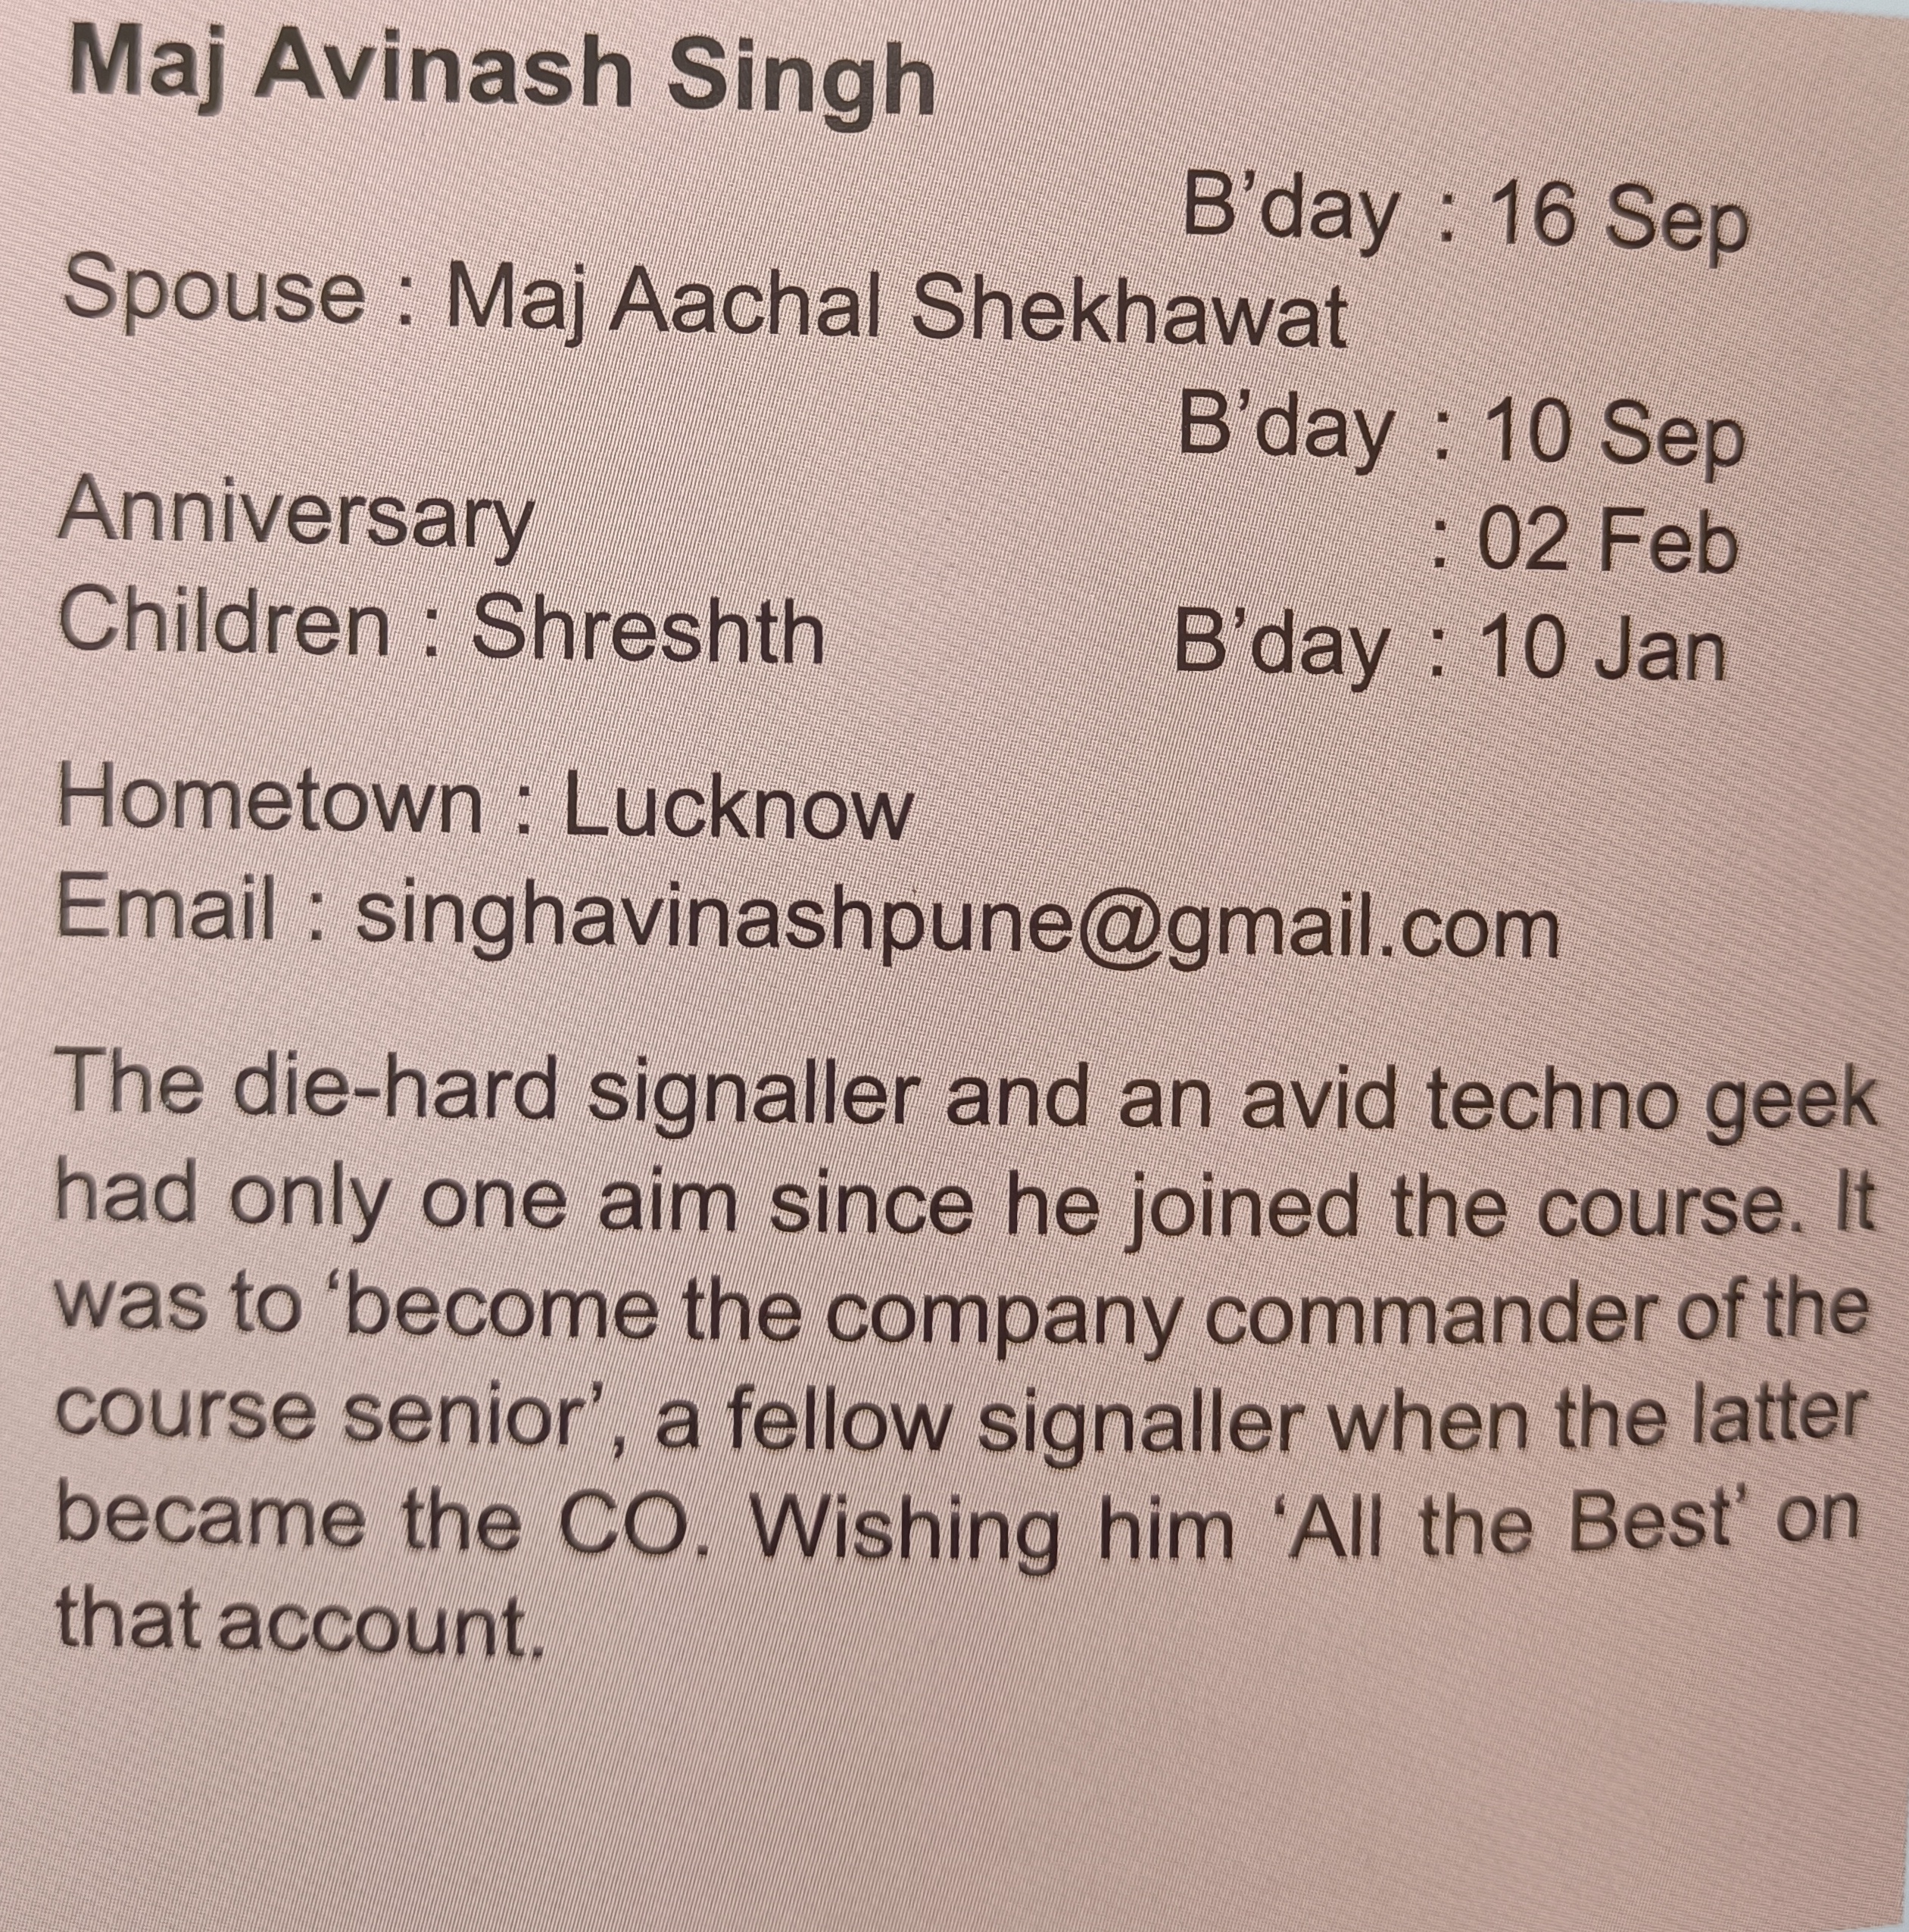 Maj Avinash Singh
B’day : 16 Sep
Spouse : Maj Aachal Shekhawat
B’day : 10 Sep
Anniversary : 02 Feb
Children : Shreshth B’day : 10 Jan
Hometown : Lucknow
Email : singhavinashpune@gmail.com
The die-hard signaller and an avid techno geek
had only one aim since he joined the course. It
was to ‘become the company commander of the
course senior’, a fellow signaller when the latter
became the CO. Wishing him ‘All the Best’ on
that account.